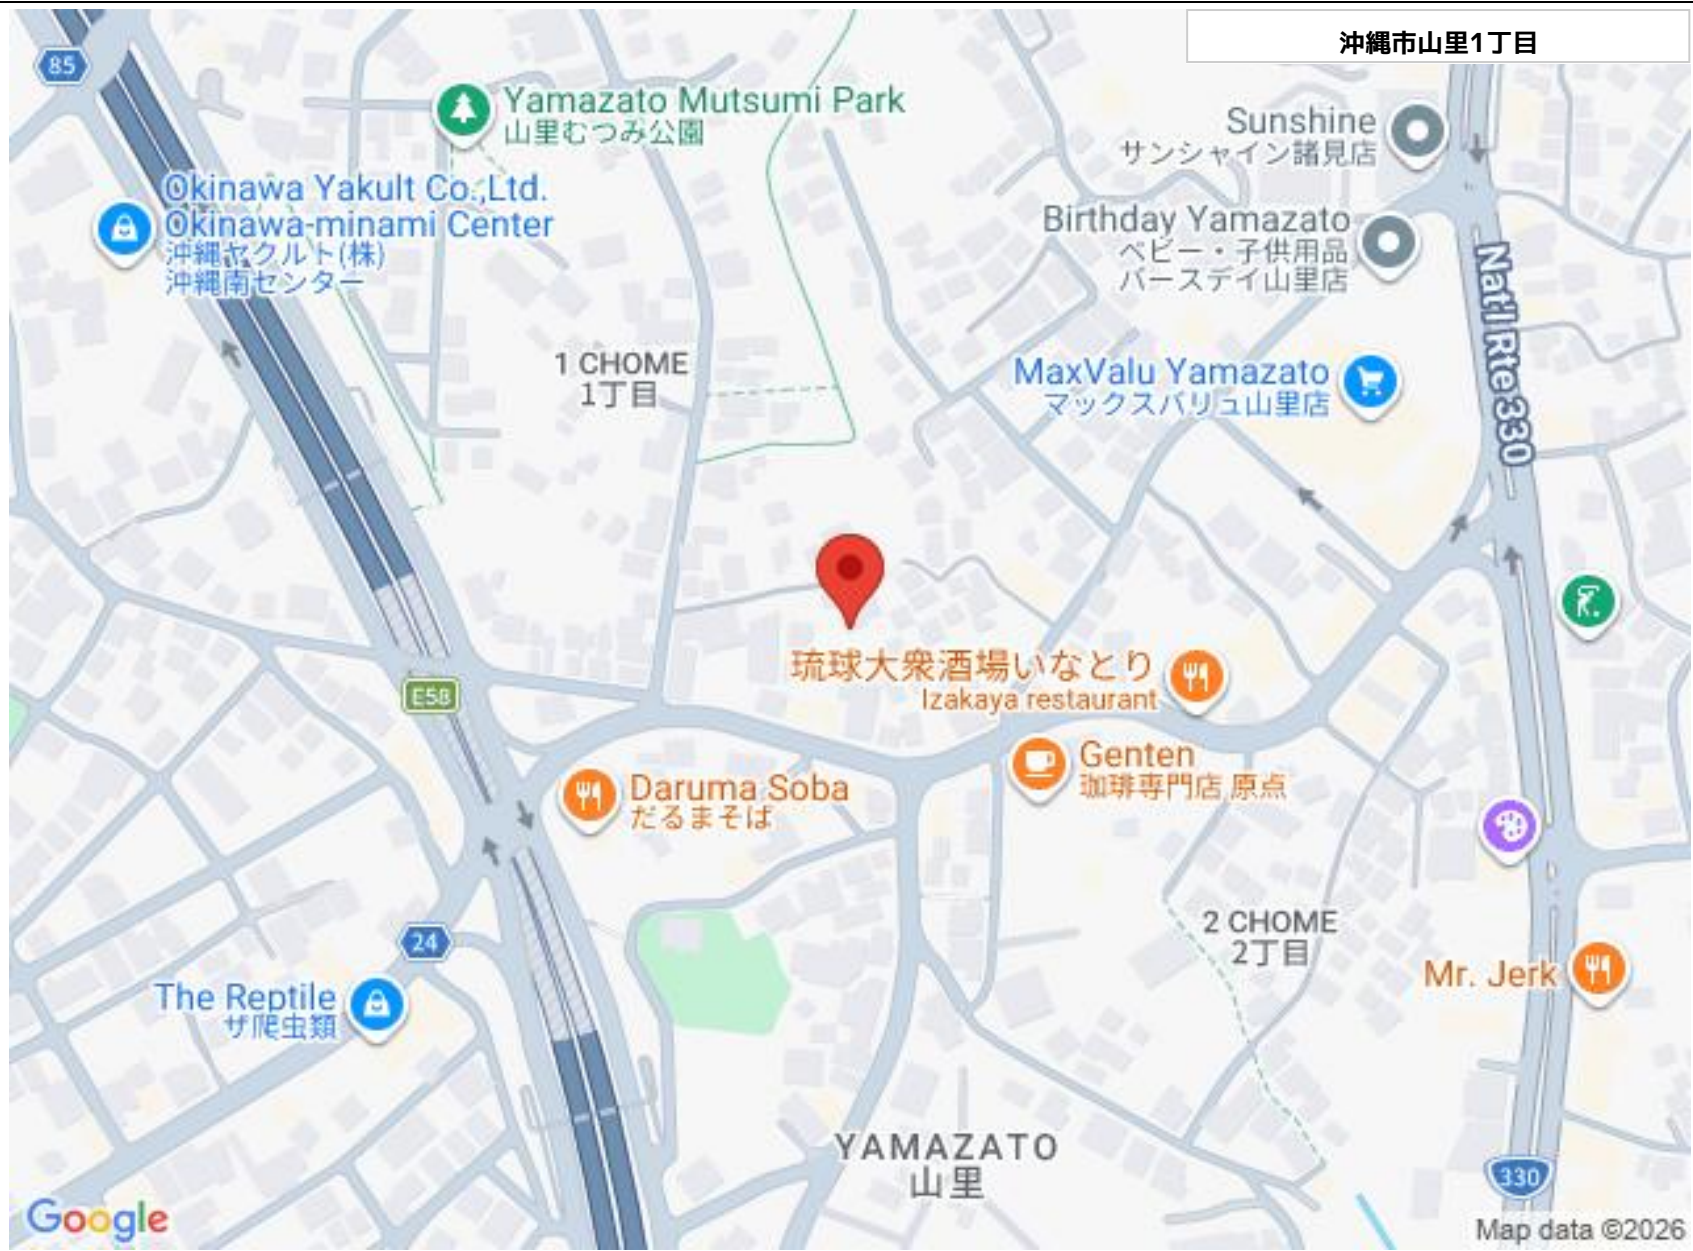 沖縄市山里1丁目
85
Yamazato Mutsumi Park
山里むつみ公園
Sunshine
サンシャイン諸見店
Okinawa Yakult Co.,Ltd.
Okinawa-minami Center
沖縄ヤクルト(株)
沖縄南センター
Birthday Yamazato
ベビー・子供用品
バースデイ山里店
Nat'l Rte 330
1 CHOME
1丁目
MaxValu Yamazato
マックスバリュ山里店
琉球大衆酒場いなとり
Izakaya restaurant
E58
Genten
珈琲専門店 原点
Daruma Soba
だるまそば
2 CHOME
2丁目
24
Mr. Jerk
The Reptile
ザ爬虫類
YAMAZATO
山里
330
Google
Map data ©2026